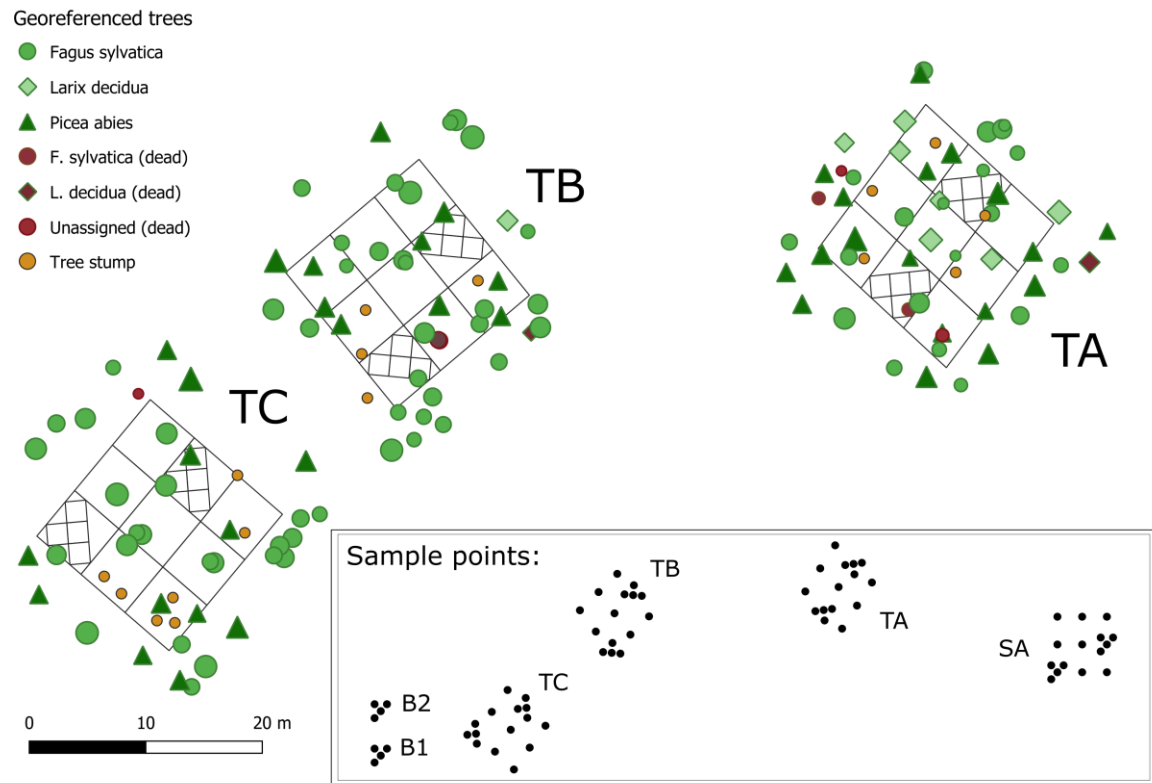 Georeferenced trees
Fagus sylvatica
Larix decidua
Picea abies
F. sylvatica (dead)
L. decidua (dead)
Unassigned (dead)
Tree stump
TB
TA
TC
Sample points:
TB
TA
SA
TC
B2
B1
0 10 20 m